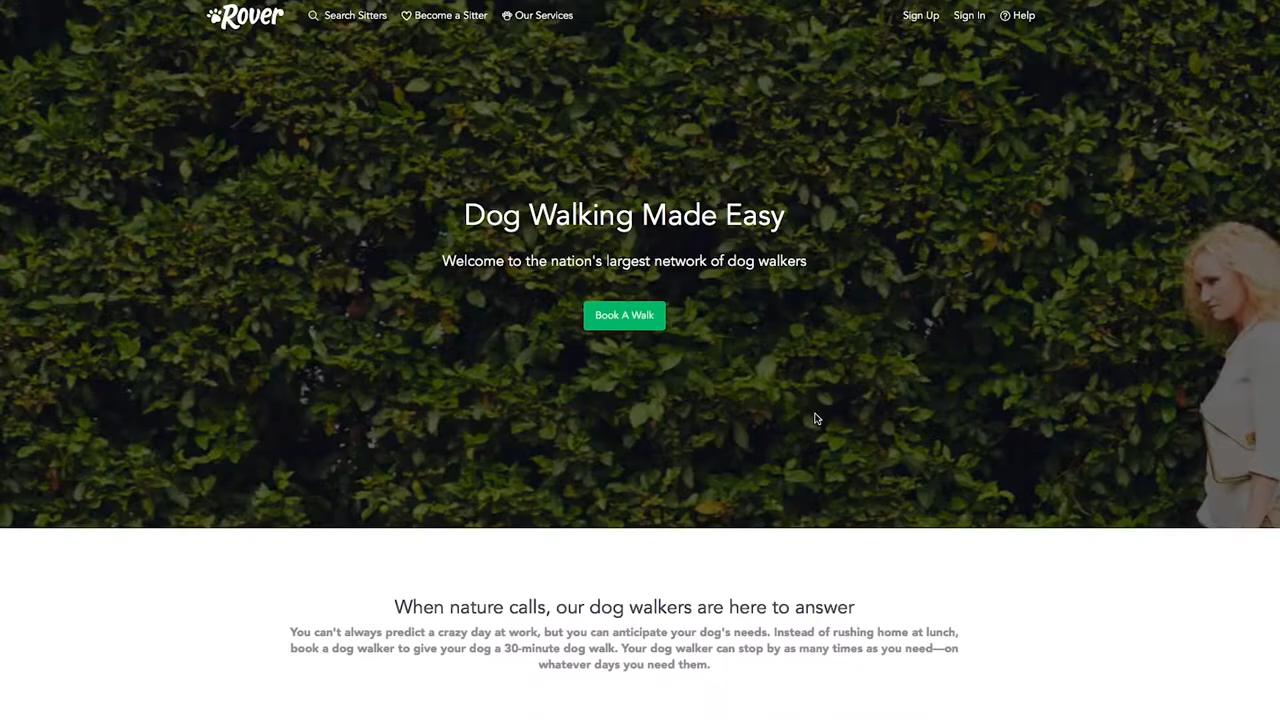 Rover
Search Sitters
Become a Sitter
Our Services
Sign Up
Sign In
Help
Dog Walking Made Easy
Welcome to the nation's largest network of dog walkers
Book A Walk
When nature calls, our dog walkers are here to answer
You can't always predict a crazy day at work, but you can anticipate your dog's needs. Instead of rushing home at lunch,
book a dog walker to give your dog a 30-minute dog walk. Your dog walker can stop by as many times as you need—on
whatever days you need them.